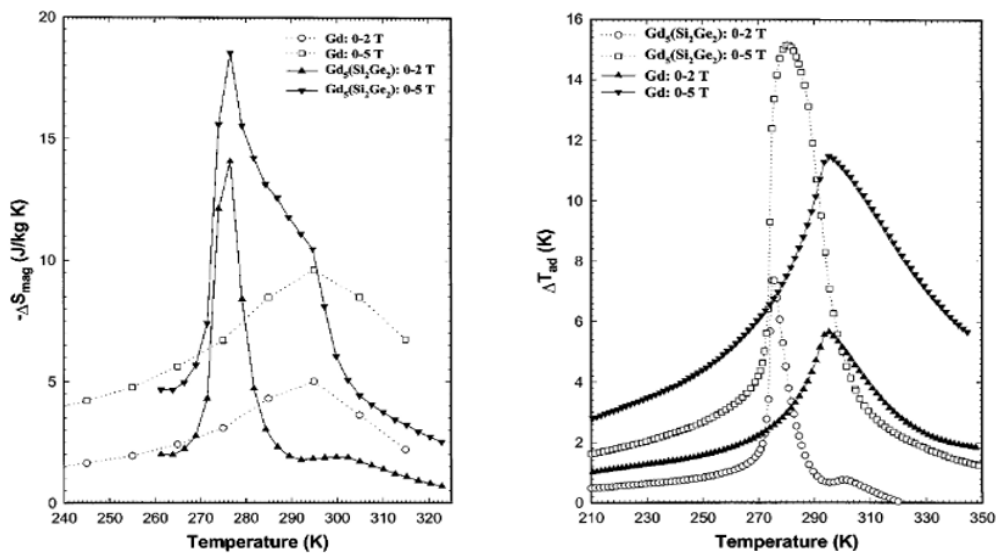 20
15
10
5
0
-ΔS_mag (J/kg K)
Gd: 0-2 T
Gd: 0-5 T
Gd₅(Si₂Ge₂): 0-2 T
Gd₅(Si₂Ge₂): 0-5 T
240 250 260 270 280 290 300 310 320
Temperature (K)
16
14
12
10
8
6
4
2
0
ΔT_ad (K)
Gd₅(Si₂Ge₂): 0-2 T
Gd₅(Si₂Ge₂): 0-5 T
Gd: 0-2 T
Gd: 0-5 T
210 230 250 270 290 310 330 350
Temperature (K)